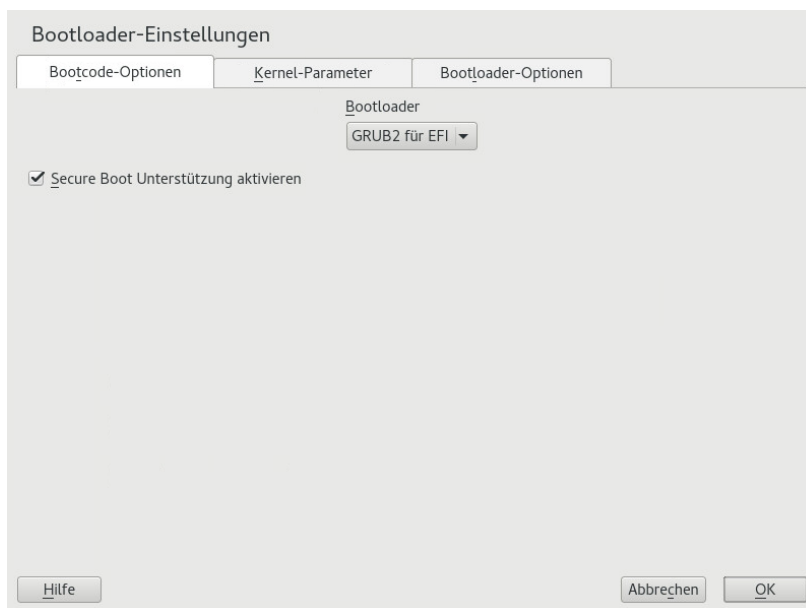 Bootloader-Einstellungen
Bootcode-Optionen
Kernel-Parameter
Bootloader-Optionen
Bootloader
GRUB2 für EFI
Secure Boot Unterstützung aktivieren
Hilfe
Abbrechen
OK